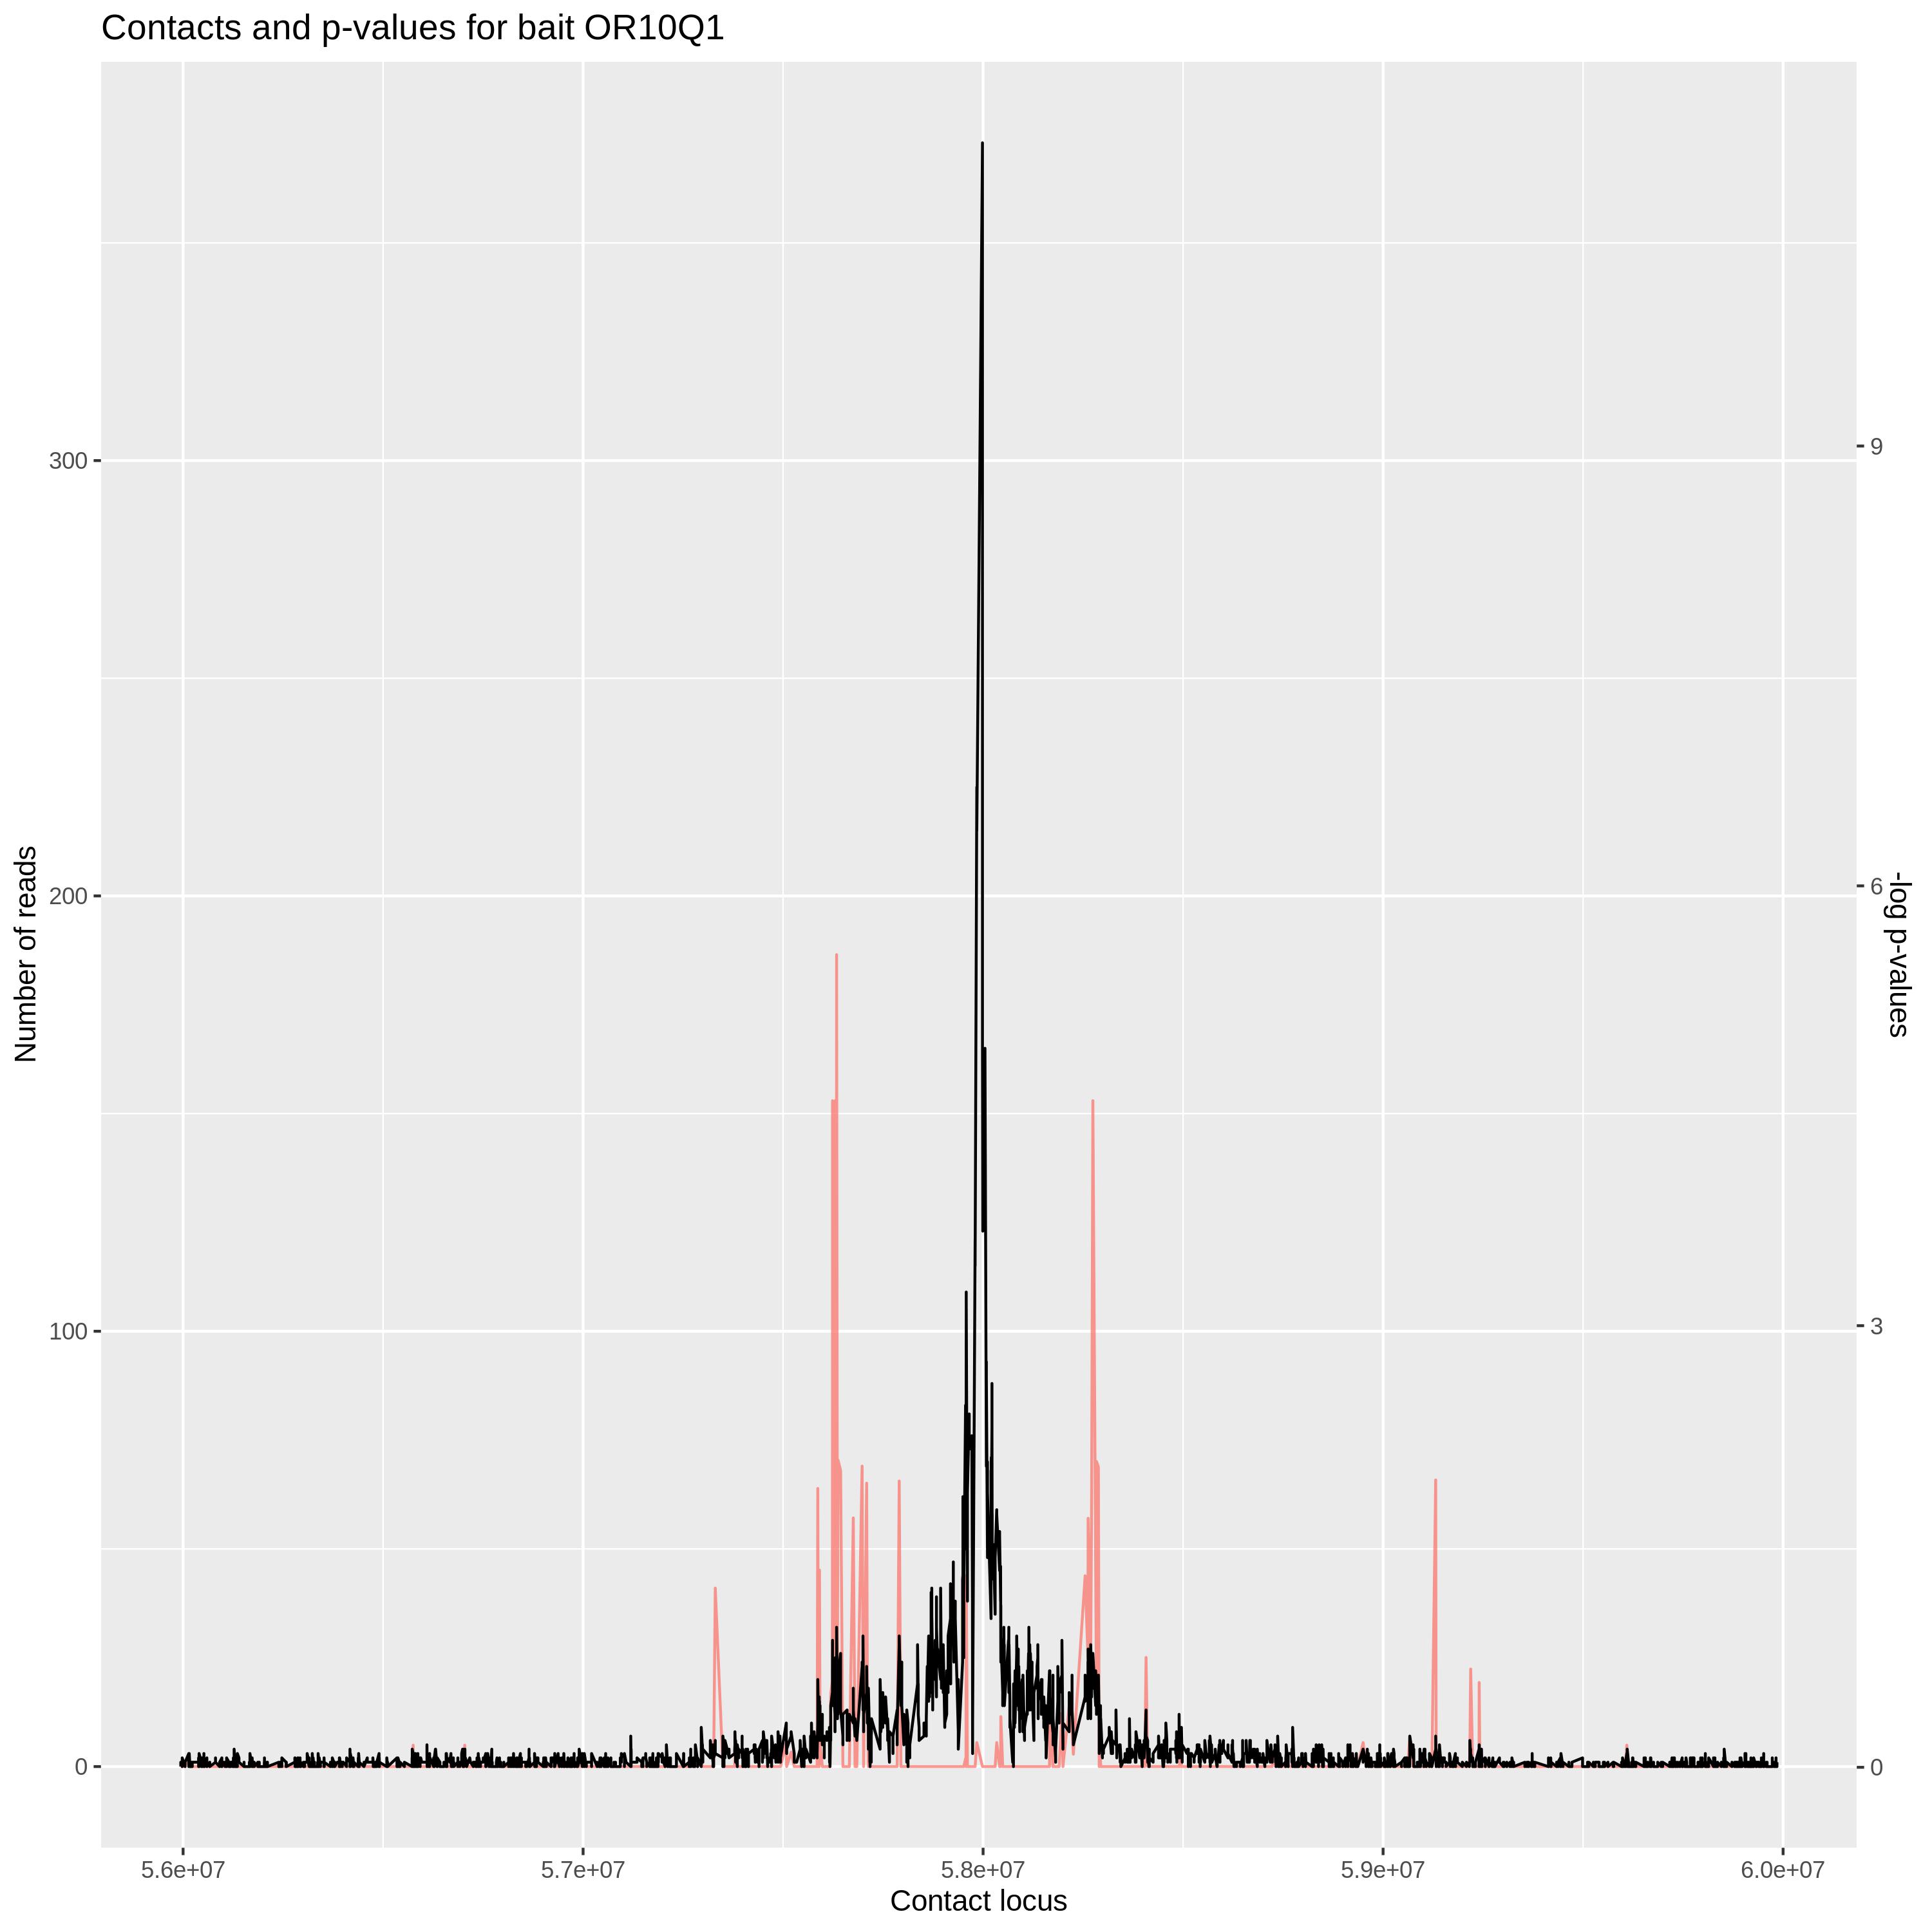 Contacts and p-values for bait OR10Q1
300
200
100
0
Number of reads
9
6
3
0
-log p-values
5.6e+07 5.7e+07 5.8e+07 5.9e+07 6.0e+07
Contact locus